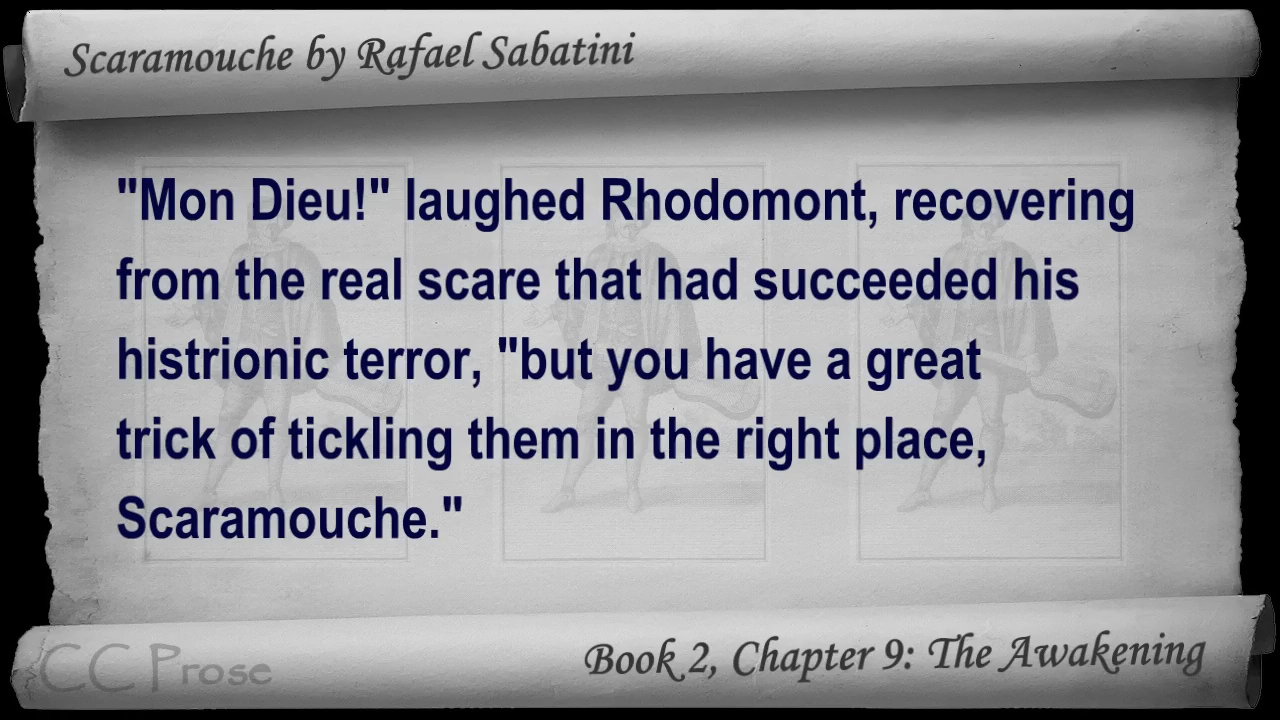 Scaramouche by Rafael Sabatini
"Mon Dieu!" laughed Rhodomont, recovering
from the real scare that had succeeded his
histrionic terror, "but you have a great
trick of tickling them in the right place,
Scaramouche."
CC Prose
Book 2, Chapter 9: The Awakening